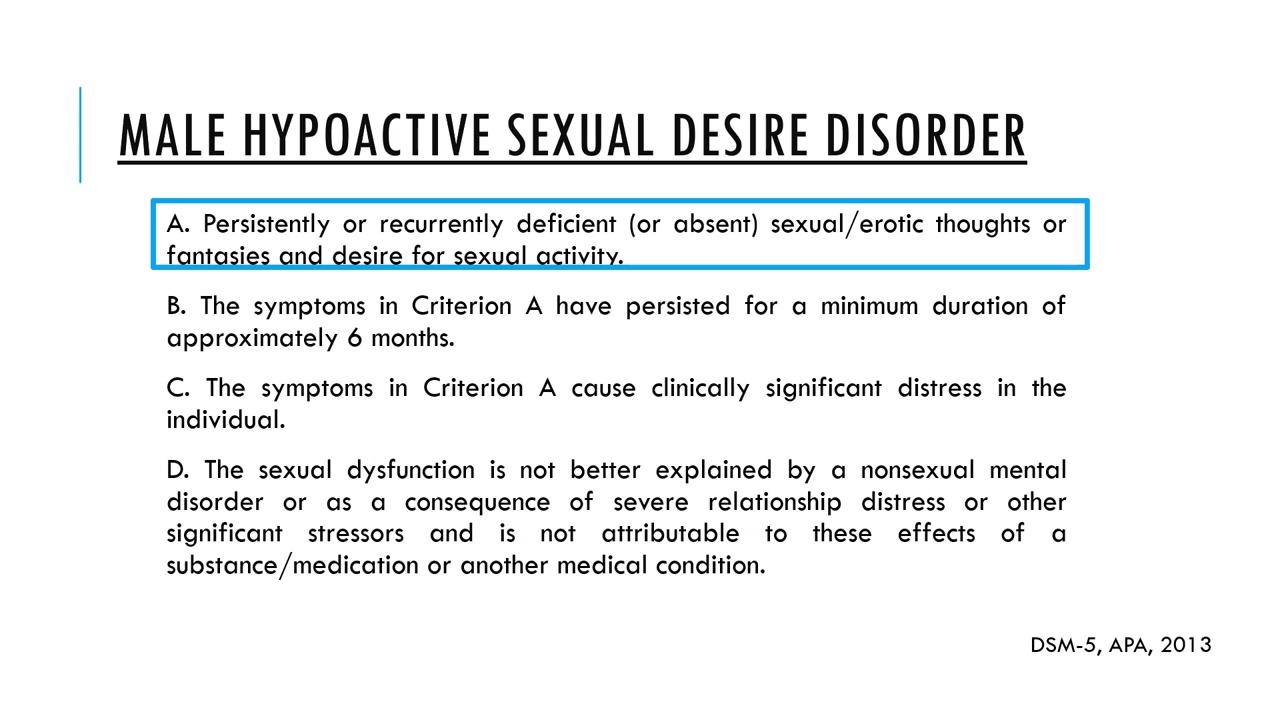 MALE HYPOACTIVE SEXUAL DESIRE DISORDER
A. Persistently or recurrently deficient (or absent) sexual/erotic thoughts or
fantasies and desire for sexual activity.
B. The symptoms in Criterion A have persisted for a minimum duration of
approximately 6 months.
C. The symptoms in Criterion A cause clinically significant distress in the
individual.
D. The sexual dysfunction is not better explained by a nonsexual mental
disorder or as a consequence of severe relationship distress or other
significant stressors and is not attributable to these effects of a
substance/medication or another medical condition.
DSM-5, APA, 2013